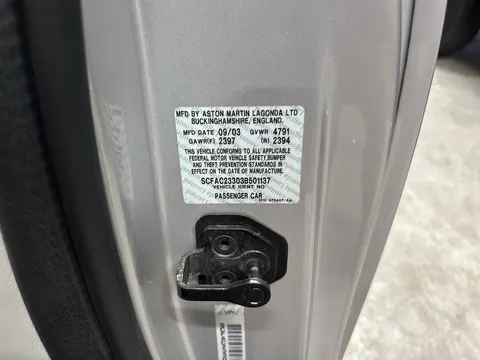 MFD BY ASTON MARTIN LAGONDA LTD
BUCKINGHAMSHIRE, ENGLAND.
MFD DATE 09/03 GVWR 4791
GAWR(F) 2397 (R) 2394
THIS VEHICLE CONFORMS TO ALL APPLICABLE
FEDERAL MOTOR VEHICLE SAFETY, BUMPER
AND THEFT PREVENTION STANDARDS IN
EFFECT ON THE DATE OF MANUFACTURE.
SCFAC23303B501137
VEHICLE IDENT NO
PASSENGER CAR